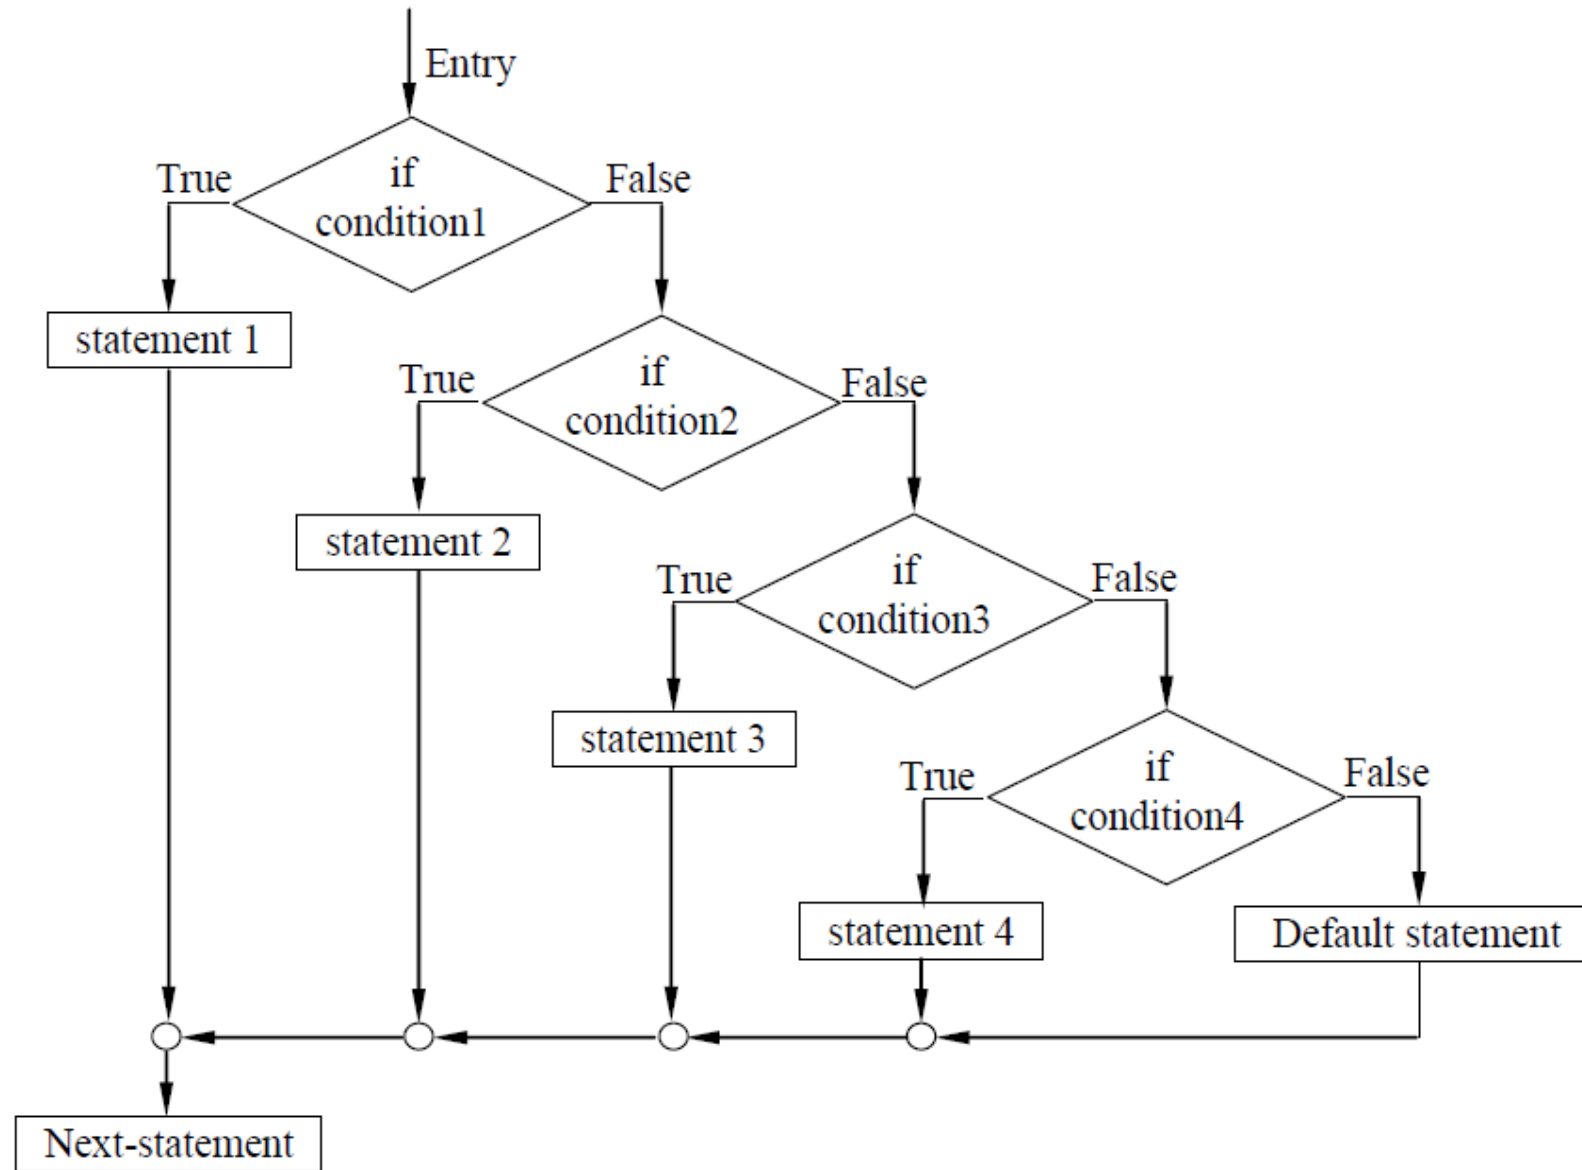 Entry
True
if
condition1
False
statement 1
True
if
condition2
False
statement 2
True
if
condition3
False
statement 3
True
if
condition4
False
statement 4
Default statement
Next-statement